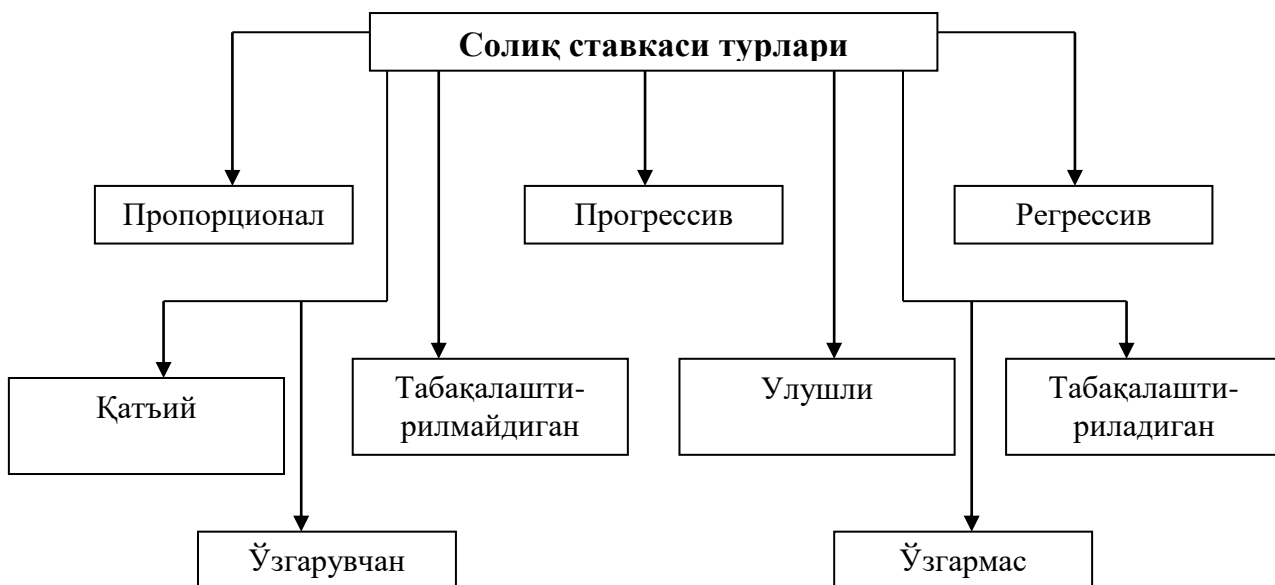 Солиқ ставкаси турлари
Пропорционал
Прогрессив
Регрессив
Қатъий
Табақалашти-
рилмайдиган
Улушли
Табақалашти-
риладиган
Ўзгарувчан
Ўзгармас